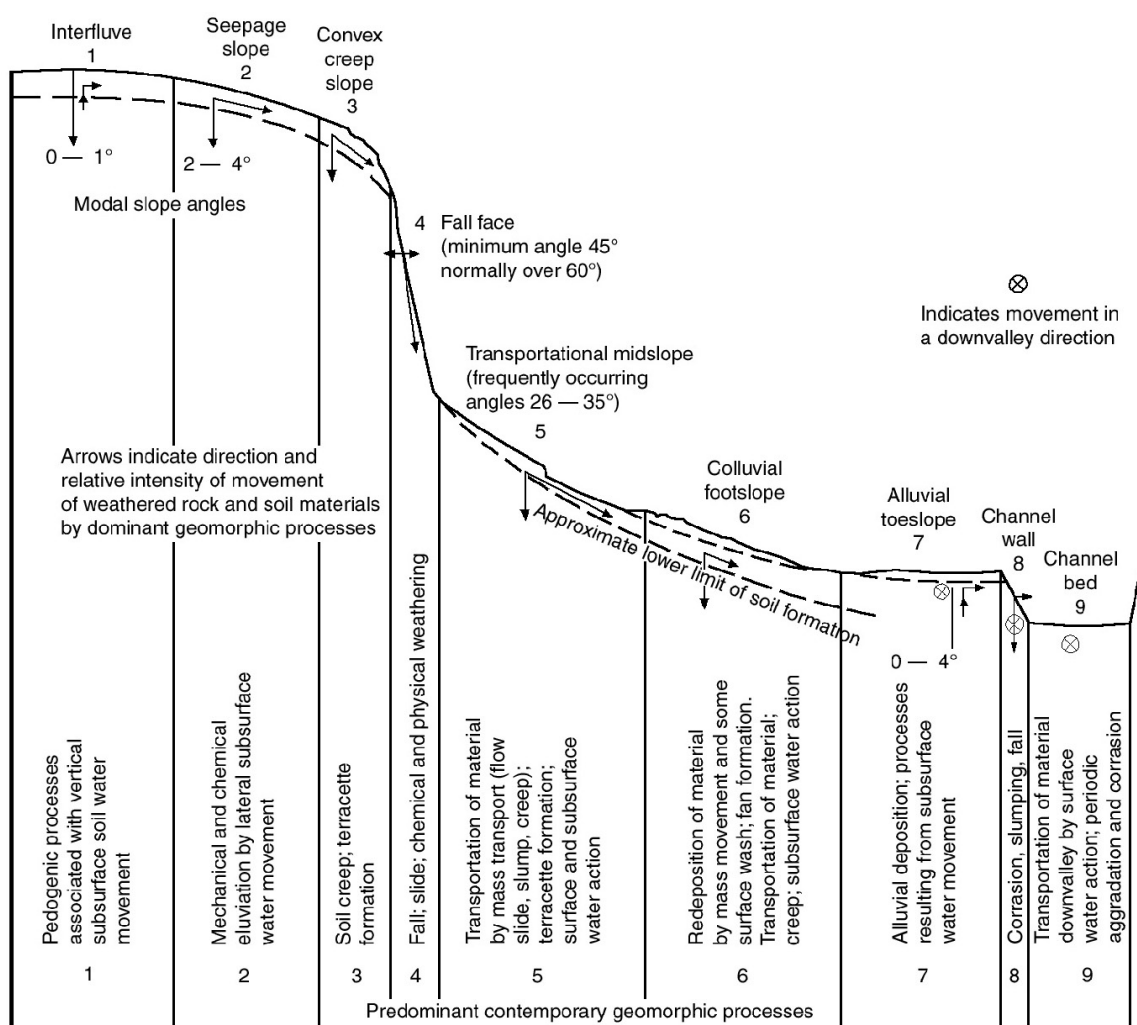 Interfluve
1
Seepage
slope
2
Convex
creep
slope
3
0 — 1°
2 — 4°
Modal slope angles
4
Fall face
(minimum angle 45°
normally over 60°)
Indicates movement in
a downvalley direction
Transportational midslope
(frequently occurring
angles 26 — 35°)
5
Arrows indicate direction and
relative intensity of movement
of weathered rock and soil materials
by dominant geomorphic processes
Colluvial
footslope
6
Alluvial
toeslope
7
Channel
wall
8
Channel
bed
9
Approximate lower limit of soil formation
0 — 4°
Pedogenic processes
associated with vertical
subsurface soil water
movement
1
Mechanical and chemical
eluviation by lateral subsurface
water movement
2
Soil creep; terracette
formation
3
Fall; slide; chemical and physical weathering
4
Transportation of material
by mass transport (flow
slide, slump, creep);
terracette formation;
surface and subsurface
water action
5
Redeposition of material
by mass movement and some
surface wash; fan formation.
Transportation of material;
creep; subsurface water action
6
Alluvial deposition; processes
resulting from subsurface
water movement
7
Corrasion, slumping, fall
8
Transportation of material
downvalley by surface
water action; periodic
aggradation and corrasion
9
Predominant contemporary geomorphic processes